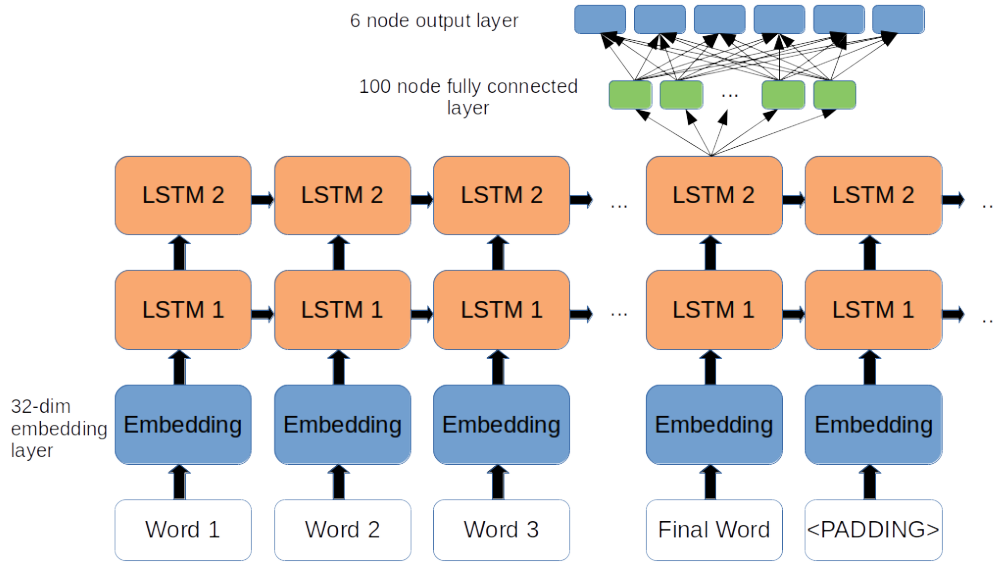 6 node output layer
100 node fully connected
layer
...
LSTM 2 LSTM 2 LSTM 2 ... LSTM 2 LSTM 2 ..
LSTM 1 LSTM 1 LSTM 1 ... LSTM 1 LSTM 1 ..
32-dim
embedding
layer
Embedding Embedding Embedding Embedding Embedding
Word 1 Word 2 Word 3 Final Word <PADDING>